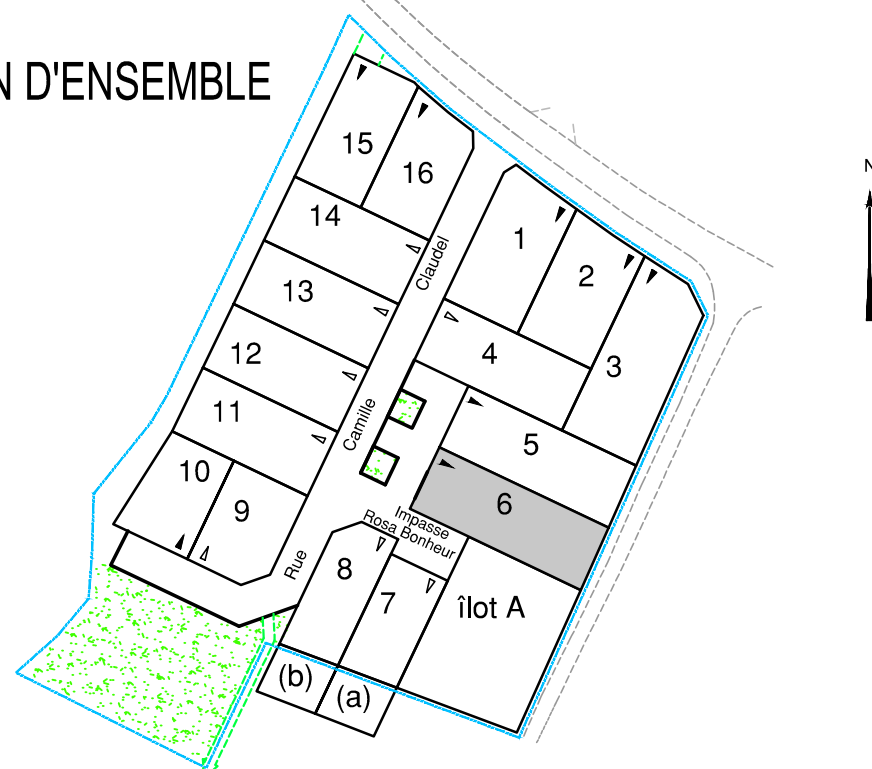 N D'ENSEMBLE
N
15
16
14
Claudel
1
2
13
4
3
12
Camille
11
5
10
6
9
Impasse
Rosa Bonheur
Rue
8
7
îlot A
(b)
(a)